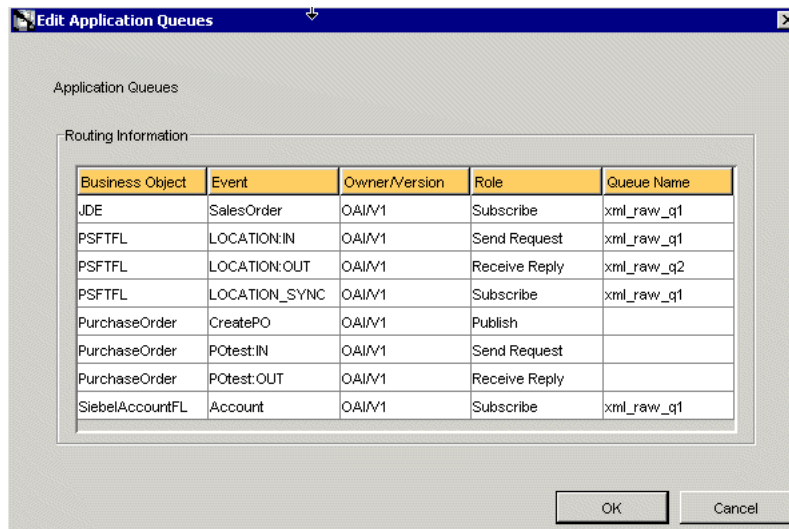 Edit Application Queues
Application Queues
Routing Information
Business Object Event Owner/Version Role Queue Name
JDE SalesOrder OAI/V1 Subscribe xml_raw_q1
PSFTFL LOCATION:IN OAI/V1 Send Request xml_raw_q1
PSFTFL LOCATION:OUT OAI/V1 Receive Reply xml_raw_q2
PSFTFL LOCATION_SYNC OAI/V1 Subscribe xml_raw_q1
PurchaseOrder CreatePO OAI/V1 Publish
PurchaseOrder POtest:IN OAI/V1 Send Request
PurchaseOrder POtest:OUT OAI/V1 Receive Reply
SiebelAccountFL Account OAI/V1 Subscribe xml_raw_q1
OK Cancel